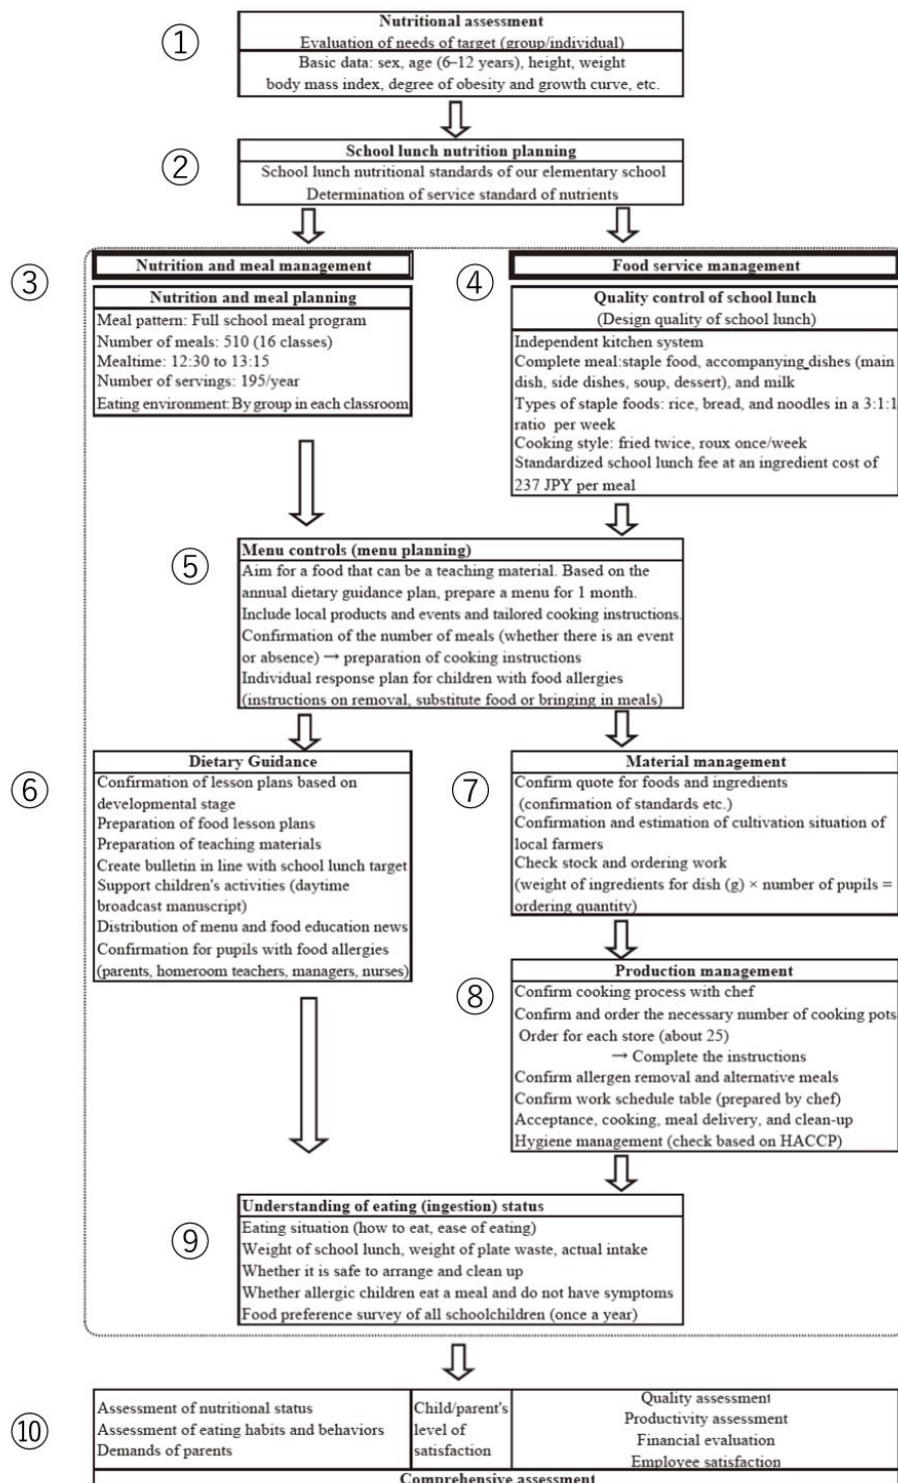 ①
Nutritional assessment
Evaluation of needs of target (group/individual)
Basic data: sex, age (6–12 years), height, weight
body mass index, degree of obesity and growth curve, etc.
②
School lunch nutrition planning
School lunch nutritional standards of our elementary school
Determination of service standard of nutrients
③
Nutrition and meal management
Nutrition and meal planning
Meal pattern: Full school meal program
Number of meals: 510 (16 classes)
Mealtime: 12:30 to 13:15
Number of servings: 195/year
Eating environment: By group in each classroom
④
Food service management
Quality control of school lunch
(Design quality of school lunch)
Independent kitchen system
Complete meal:staple food, accompanying dishes (main
dish, side dishes, soup, dessert), and milk
Types of staple foods: rice, bread, and noodles in a 3:1:1
ratio per week
Cooking style: fried twice, roux once/week
Standardized school lunch fee at an ingredient cost of
237 JPY per meal
⑤
Menu controls (menu planning)
Aim for a food that can be a teaching material. Based on the
annual dietary guidance plan, prepare a menu for 1 month.
Include local products and events and tailored cooking instructions.
Confirmation of the number of meals (whether there is an event
or absence) → preparation of cooking instructions
Individual response plan for children with food allergies
(instructions on removal, substitute food or bringing in meals)
⑥
Dietary Guidance
Confirmation of lesson plans based on
developmental stage
Preparation of food lesson plans
Preparation of teaching materials
Create bulletin in line with school lunch target
Support children's activities (daytime
broadcast manuscript)
Distribution of menu and food education news
Confirmation for pupils with food allergies
(parents, homeroom teachers, managers, nurses)
⑦
Material management
Confirm quote for foods and ingredients
(confirmation of standards etc.)
Confirmation and estimation of cultivation situation of
local farmers
Check stock and ordering work
(weight of ingredients for dish (g) × number of pupils =
ordering quantity)
⑧
Production management
Confirm cooking process with chef
Confirm and order the necessary number of cooking pots
Order for each store (about 25)
→ Complete the instructions
Confirm allergen removal and alternative meals
Confirm work schedule table (prepared by chef)
Acceptance, cooking, meal delivery, and clean-up
Hygiene management (check based on HACCP)
⑨
Understanding of eating (ingestion) status
Eating situation (how to eat, ease of eating)
Weight of school lunch, weight of plate waste, actual intake
Whether it is safe to arrange and clean up
Whether allergic children eat a meal and do not have symptoms
Food preference survey of all schoolchildren (once a year)
⑩
Assessment of nutritional status
Assessment of eating habits and behaviors
Demands of parents
Child/parent's
level of
satisfaction
Quality assessment
Productivity assessment
Financial evaluation
Employee satisfaction
Comprehensive assessment